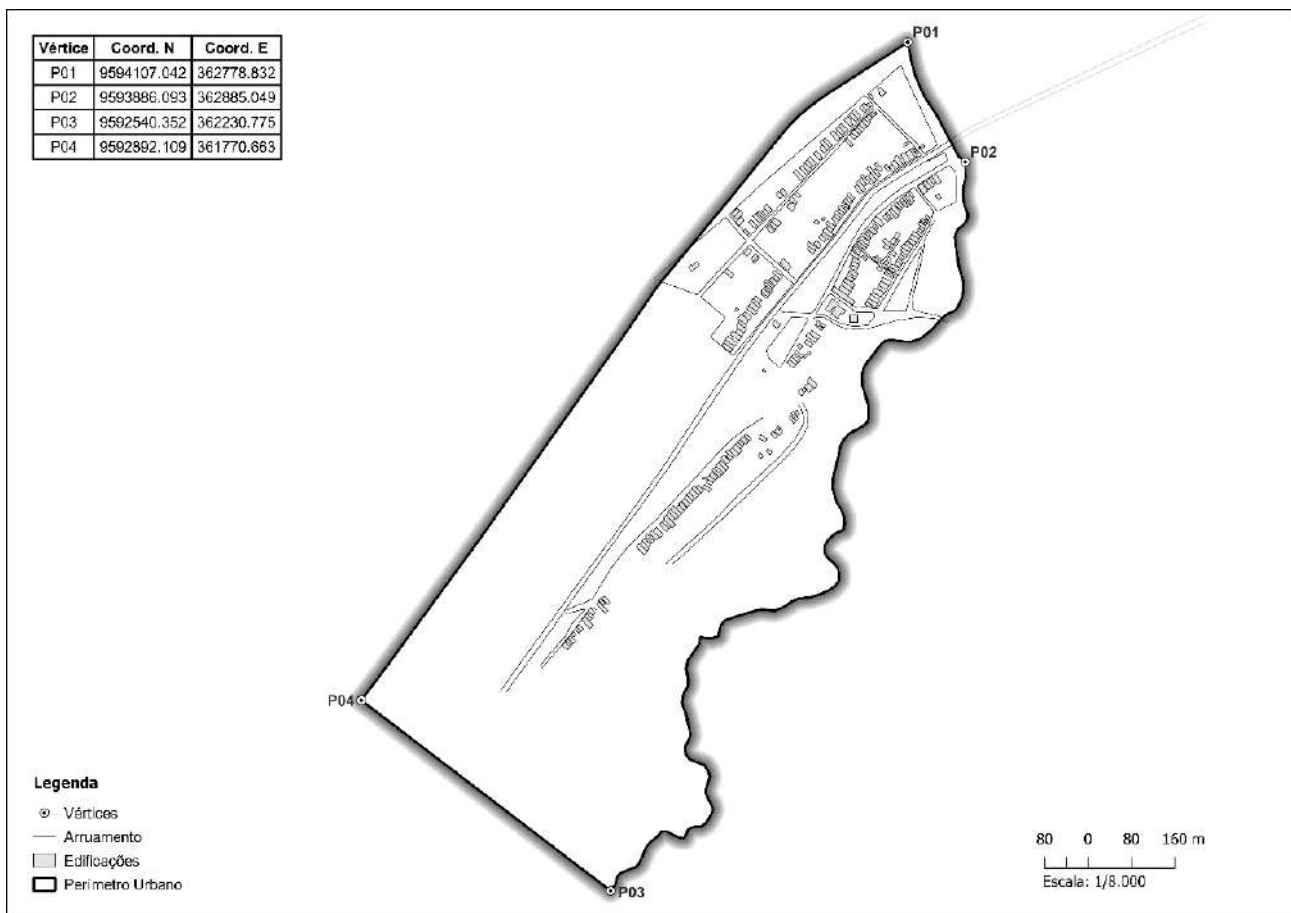 Vértice Coord. N Coord. E
P01 9594107.042 362778.832
P02 9593886.093 362885.049
P03 9592540.352 362230.775
P04 9592892.109 361770.663
P01
P02
P04
P03
Legenda
Vértices
Arruamento
Edificações
Perímetro Urbano
80 0 80 160 m
Escala: 1/8.000